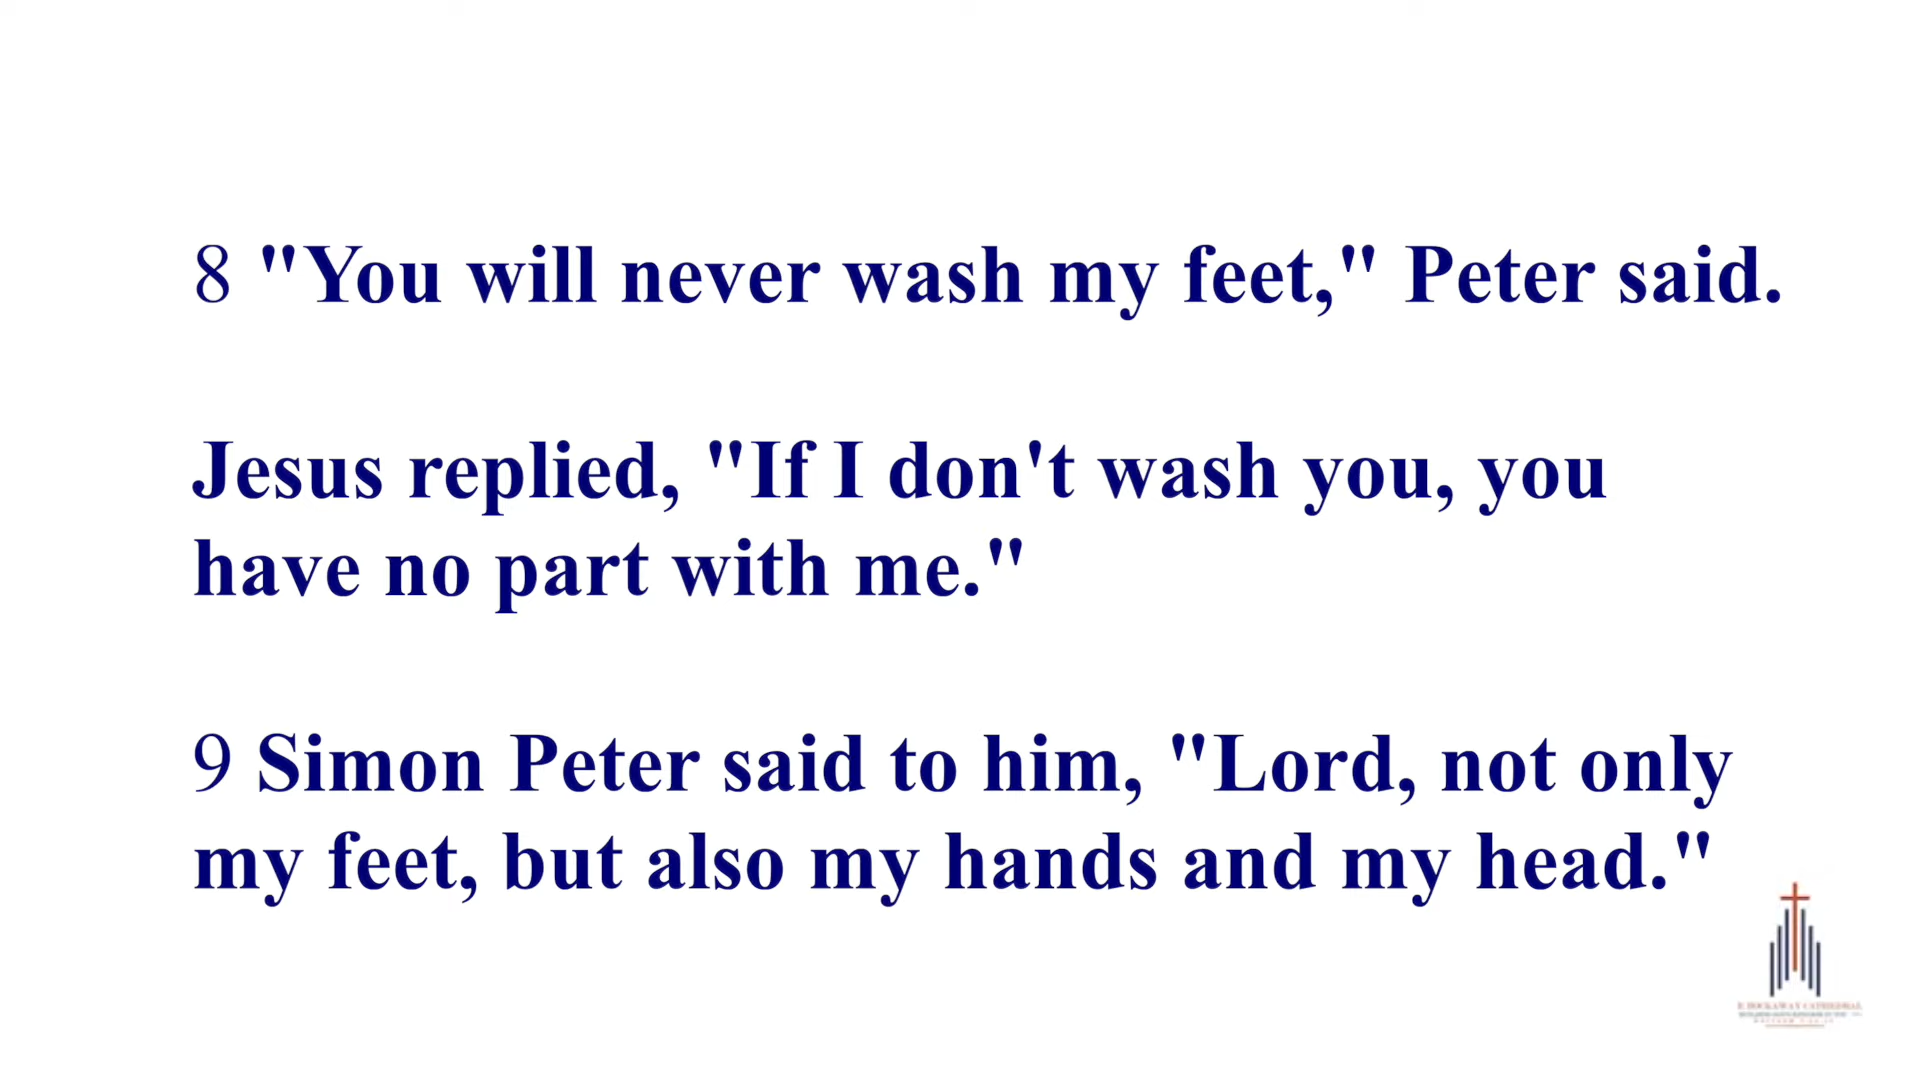 8 "You will never wash my feet," Peter said.
Jesus replied, "If I don't wash you, you
have no part with me."
9 Simon Peter said to him, "Lord, not only
my feet, but also my hands and my head."